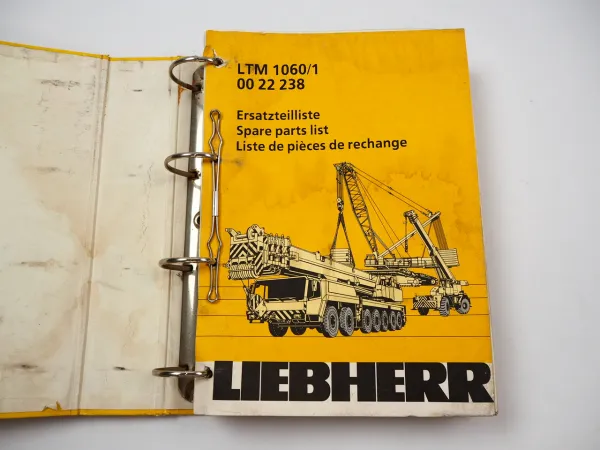 LTM 1060/1
00 22 238
Ersatzteilliste
Spare parts list
Liste de pièces de rechange
LIEBHERR